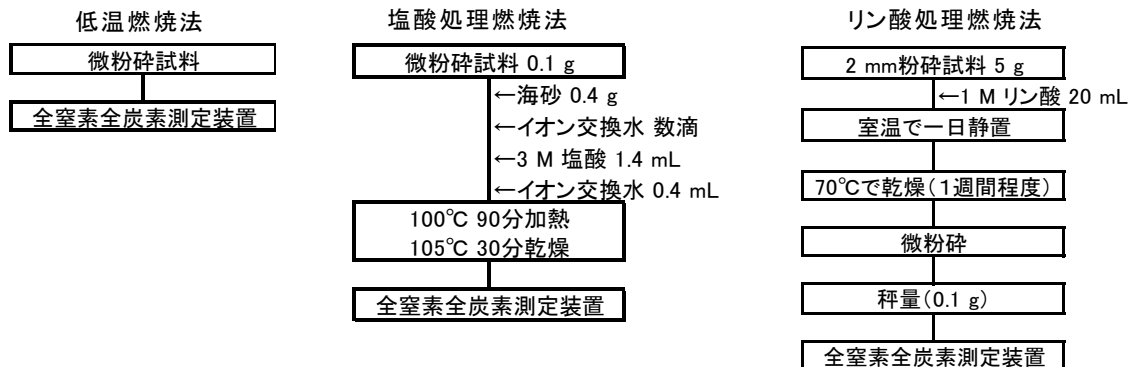 低温燃焼法
微粉砕試料
全窒素全炭素測定装置
塩酸処理燃焼法
微粉砕試料 0.1 g
←海砂 0.4 g
←イオン交換水 数滴
←3 M 塩酸 1.4 mL
←イオン交換水 0.4 mL
100℃ 90分加熱
105℃ 30分乾燥
全窒素全炭素測定装置
リン酸処理燃焼法
2 mm粉砕試料 5 g
←1 M リン酸 20 mL
室温で一日静置
70℃で乾燥(1週間程度)
微粉砕
秤量(0.1 g)
全窒素全炭素測定装置